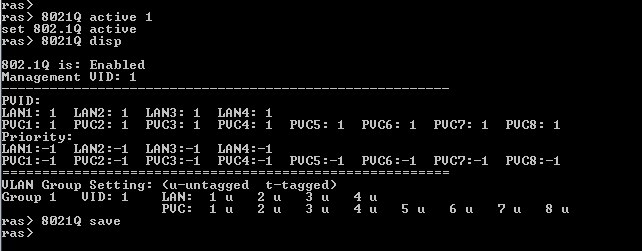 ras>
ras> 8021Q active 1
set 802.1Q active
ras> 8021Q disp
802.1Q is: Enabled
Management VID: 1
---------------------------------------------------------
PVID:
LAN1: 1  LAN2: 1  LAN3: 1  LAN4: 1
PVC1: 1  PVC2: 1  PVC3: 1  PVC4: 1  PVC5: 1  PVC6: 1  PVC7: 1  PVC8: 1
Priority:
LAN1:-1  LAN2:-1  LAN3:-1  LAN4:-1
PVC1:-1  PVC2:-1  PVC3:-1  PVC4:-1  PVC5:-1  PVC6:-1  PVC7:-1  PVC8:-1
=========================================================
VLAN Group Setting: (u-untagged  t-tagged)
Group 1   VID: 1     LAN:  1 u   2 u   3 u   4 u
PVC:  1 u   2 u   3 u   4 u   5 u   6 u   7 u   8 u
ras> 8021Q save
ras>